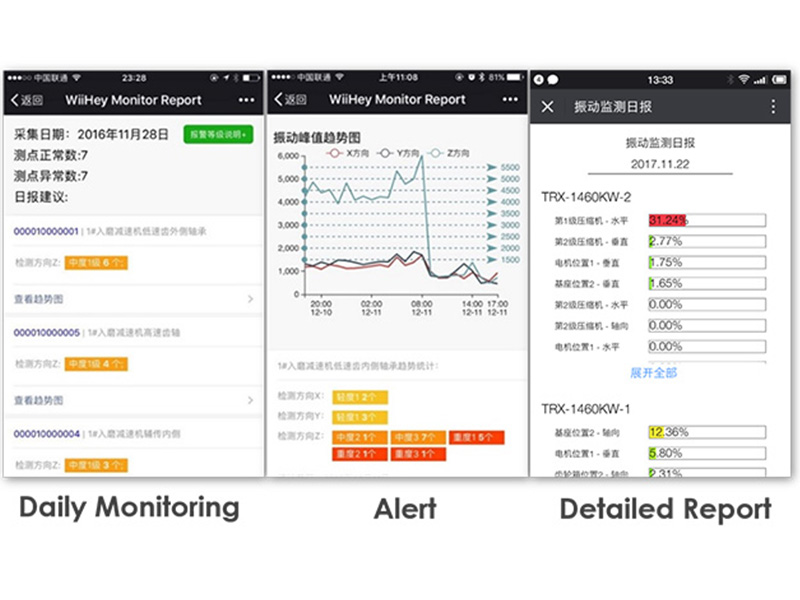 中国联通 23:28
返回 WiiHey Monitor Report
采集日期: 2016年11月28日 报警等级说明+
测点正常数:7
测点异常数:7
日报建议:
000010000001 | 1#入磨减速机低速齿外侧轴承
检测方向Z: 中度1级 6 个;
查看趋势图
000010000005 | 1#入磨减速机高速齿轴
检测方向Z: 中度1级 4 个;
查看趋势图
000010000004 | 1#入磨减速机辅传内侧
检测方向Z: 中度1级 3 个;
Daily Monitoring
中国联通 上午11:08 81%
返回 WiiHey Monitor Report
振动峰值趋势图
X方向 Y方向 Z方向
6,000
5,000
4,000
3,000
2,000
1,000
0
5500
5000
4500
4000
3500
3000
2500
2000
1500
20:00 02:00 08:00 14:00 17:00
12-10 12-11 12-11 12-11 12-11
1#入磨减速机低速齿内侧轴承趋势统计:
检测方向X: 轻度1 2个
检测方向Y: 轻度1 3个
检测方向Z: 中度2 1个 中度3 7个 重度1 5个
重度2 1个 重度3 1个
Alert
4 13:33
振动监测日报
振动监测日报
2017.11.22
TRX-1460KW-2
第1级压缩机 - 水平 31.24%
第2级压缩机 - 垂直 2.77%
电机位置1 - 垂直 1.75%
基座位置2 - 垂直 1.65%
第2级压缩机 - 水平 0.00%
第2级压缩机 - 轴向 0.00%
电机位置1 - 水平 0.00%
展开全部
TRX-1460KW-1
基座位置2 - 轴向 12.36%
电机位置1 - 垂直 5.80%
齿轮箱位置2 - 轴向 2.31%
Detailed Report